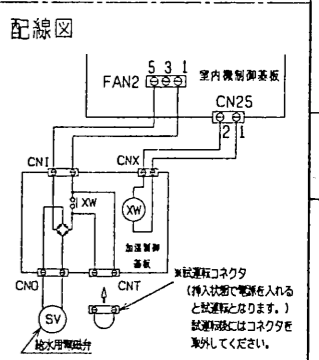 配線図
5 3 1
FAN2
室内機制御基板
CN25
2 1
CNI
CNX
XW
XW
加湿制御
基板
CNO
CNT
※試運転コネクタ
(挿入状態で電源を入れる
と試運転となります。)
試運転後にはコネクタを
取外してください。
SV
給水用電磁弁